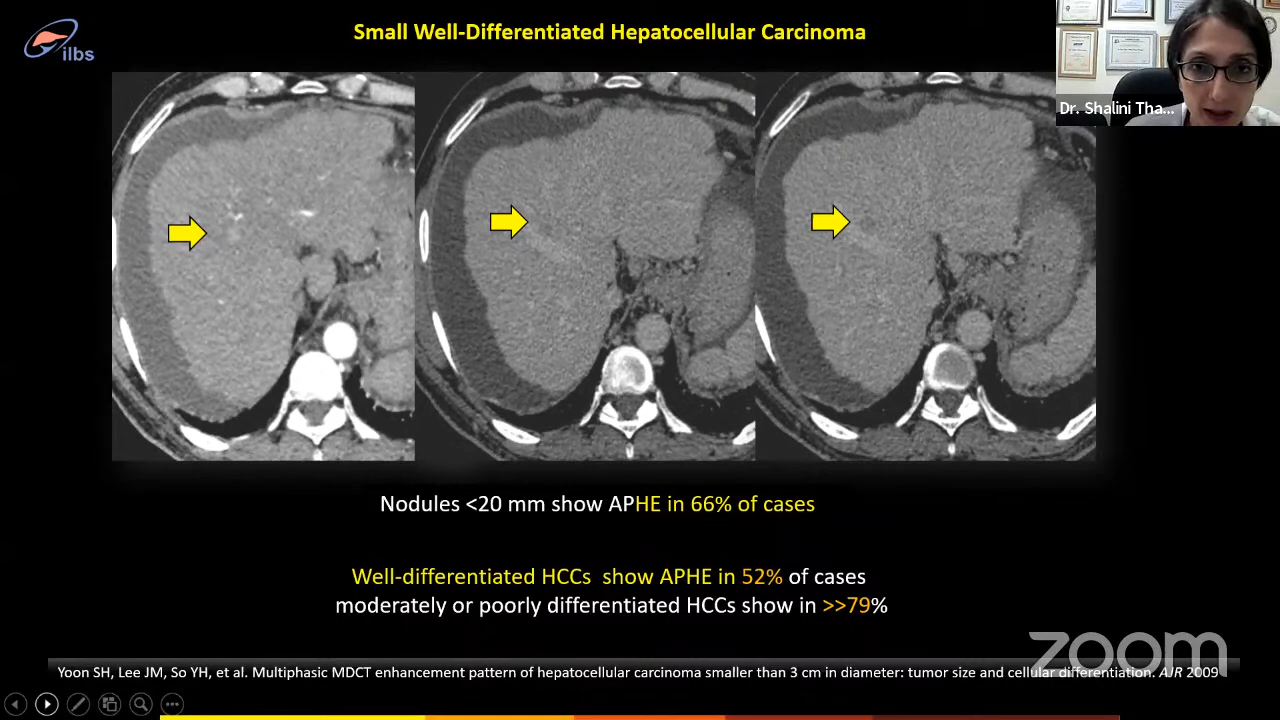 ilbs
Small Well-Differentiated Hepatocellular Carcinoma
Dr. Shalini Tha...
Nodules <20 mm show APHE in 66% of cases
Well-differentiated HCCs show APHE in 52% of cases
moderately or poorly differentiated HCCs show in >>79%
zoom
Yoon SH, Lee JM, So YH, et al. Multiphasic MDCT enhancement pattern of hepatocellular carcinoma smaller than 3 cm in diameter: tumor size and cellular differentiation. AJR 2009